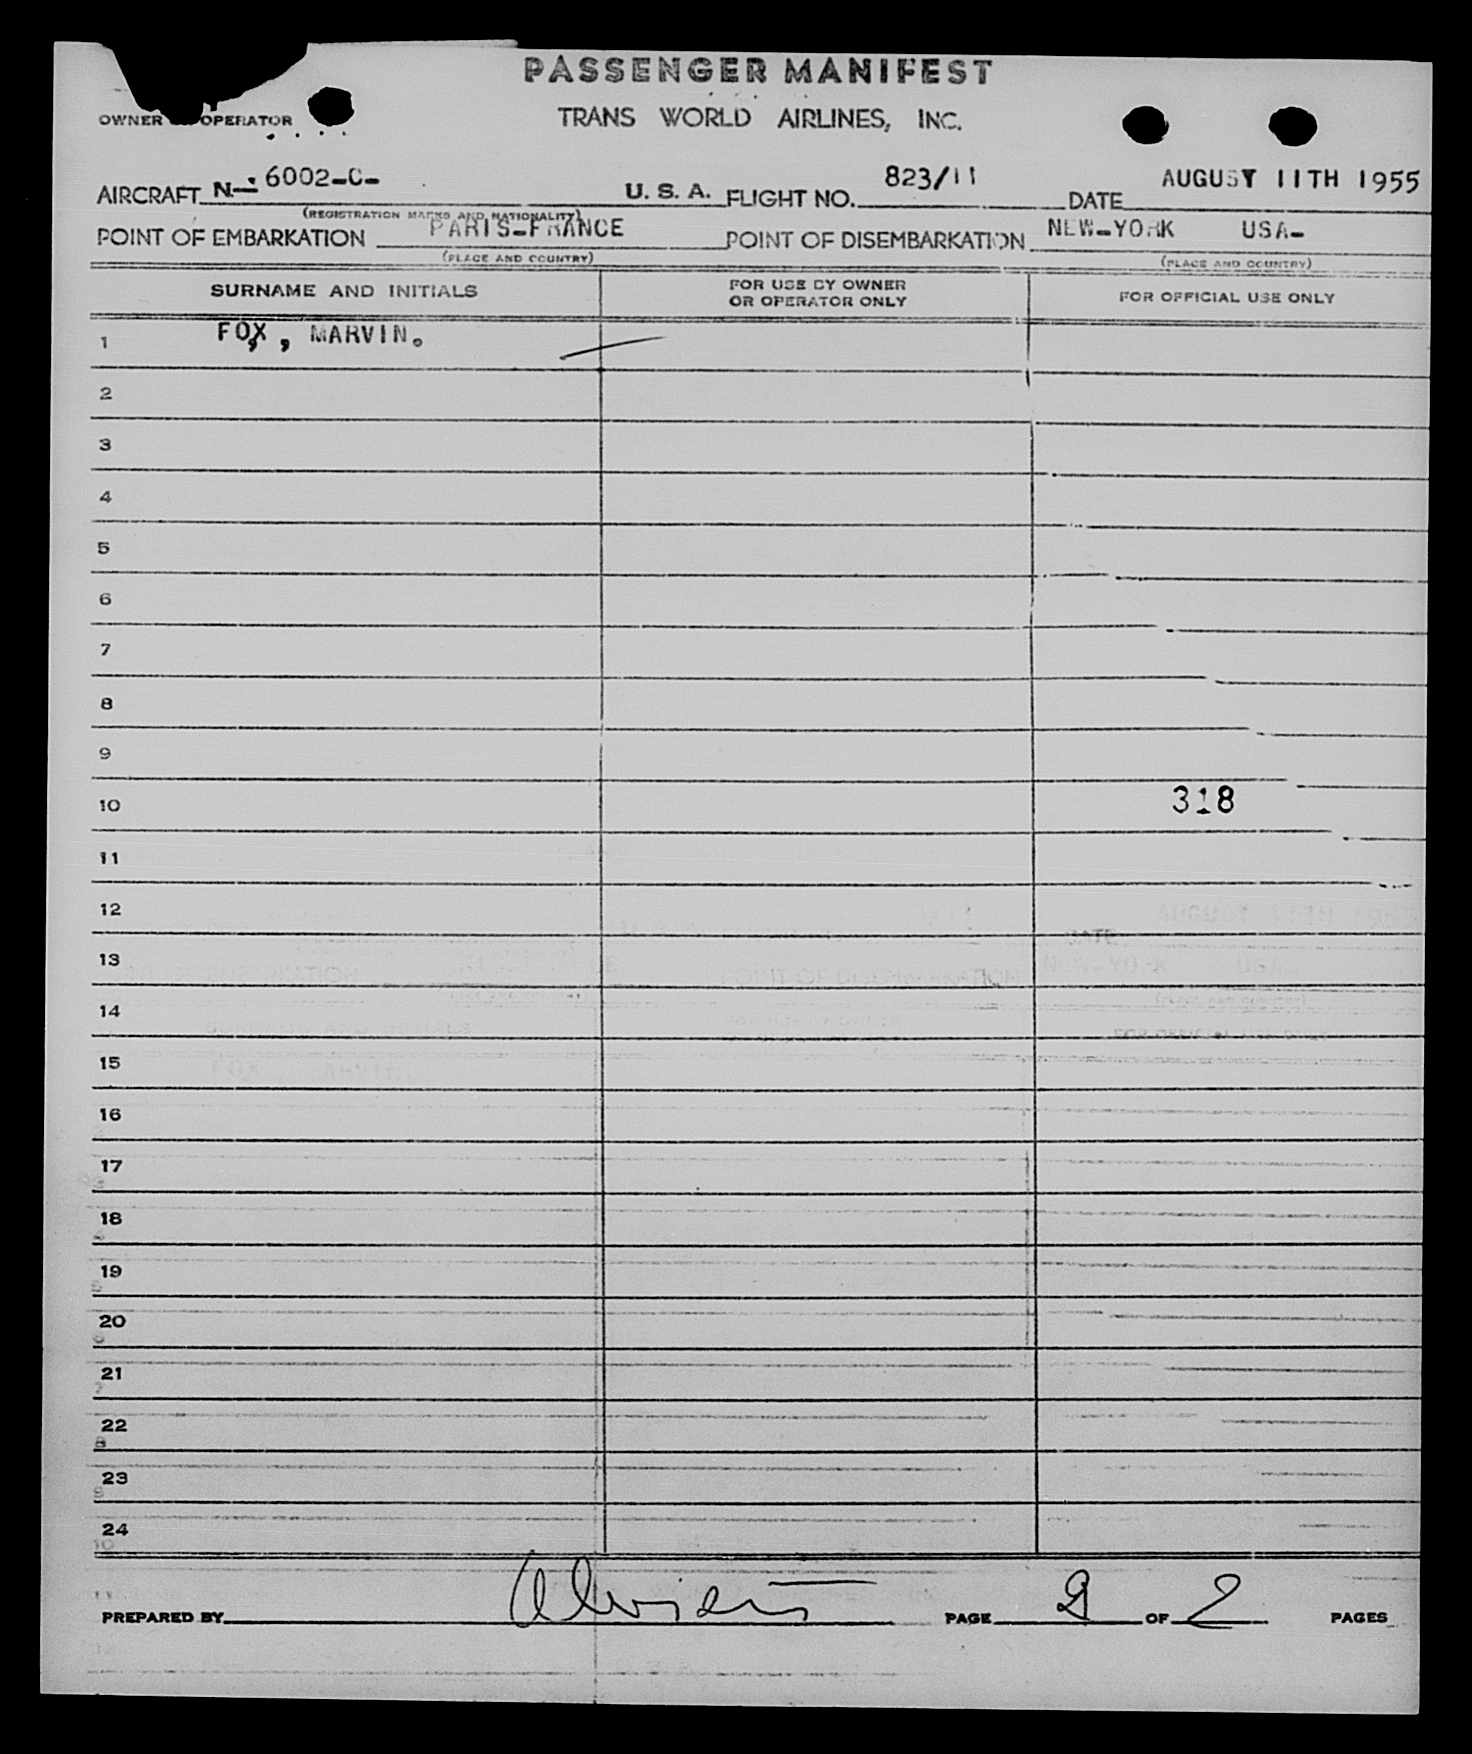 PASSENGER MANIFEST
OWNER OR OPERATOR TRANS WORLD AIRLINES, INC.
AIRCRAFT N-: 6002-C- U. S. A. FLIGHT NO. 823/11 DATE AUGUST 11TH 1955
(REGISTRATION MARKS AND NATIONALITY)
POINT OF EMBARKATION PARIS-FRANCE POINT OF DISEMBARKATION NEW-YORK USA-
(PLACE AND COUNTRY) (PLACE AND COUNTRY)
SURNAME AND INITIALS FOR USE BY OWNER OR OPERATOR ONLY FOR OFFICIAL USE ONLY
1 FOX, , MARVIN.
2
3
4
5
6
7
8
9
10 318
11
12
13
14
15
16
17
18
19
20
21
22
23
24
PREPARED BY PAGE 2 OF 2 PAGES